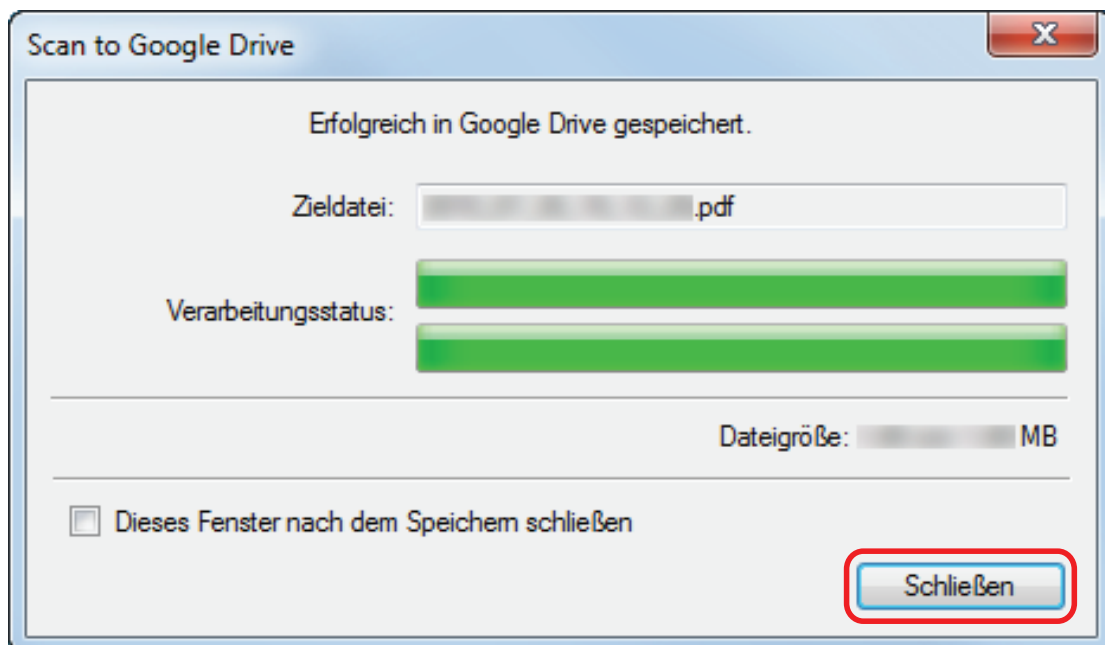 Scan to Google Drive
Erfolgreich in Google Drive gespeichert.
Zieldatei: .pdf
Verarbeitungsstatus:
Dateigröße: MB
Dieses Fenster nach dem Speichern schließen
Schließen